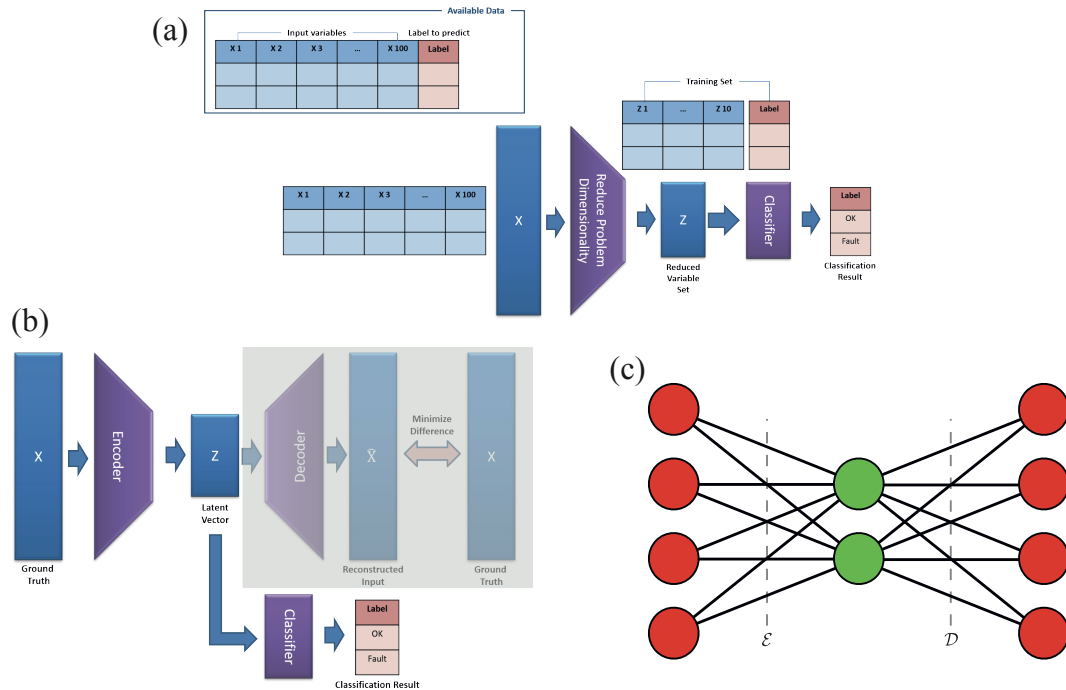 (a)
Available Data
Input variables
Label to predict
X 1 X 2 X 3 ... X 100 Label
Training Set
Z 1 ... Z 10 Label
X 1 X 2 X 3 ... X 100
X
Reduce Problem
Dimensionality
Z
Reduced
Variable
Set
Classifier
Label
OK
Fault
Classification
Result
(b)
X
Ground
Truth
Encoder
Z
Latent
Vector
Decoder
X̂
Reconstructed
Input
Minimize
Difference
X
Ground
Truth
Classifier
Label
OK
Fault
Classification Result
(c)
ℰ
𝒟